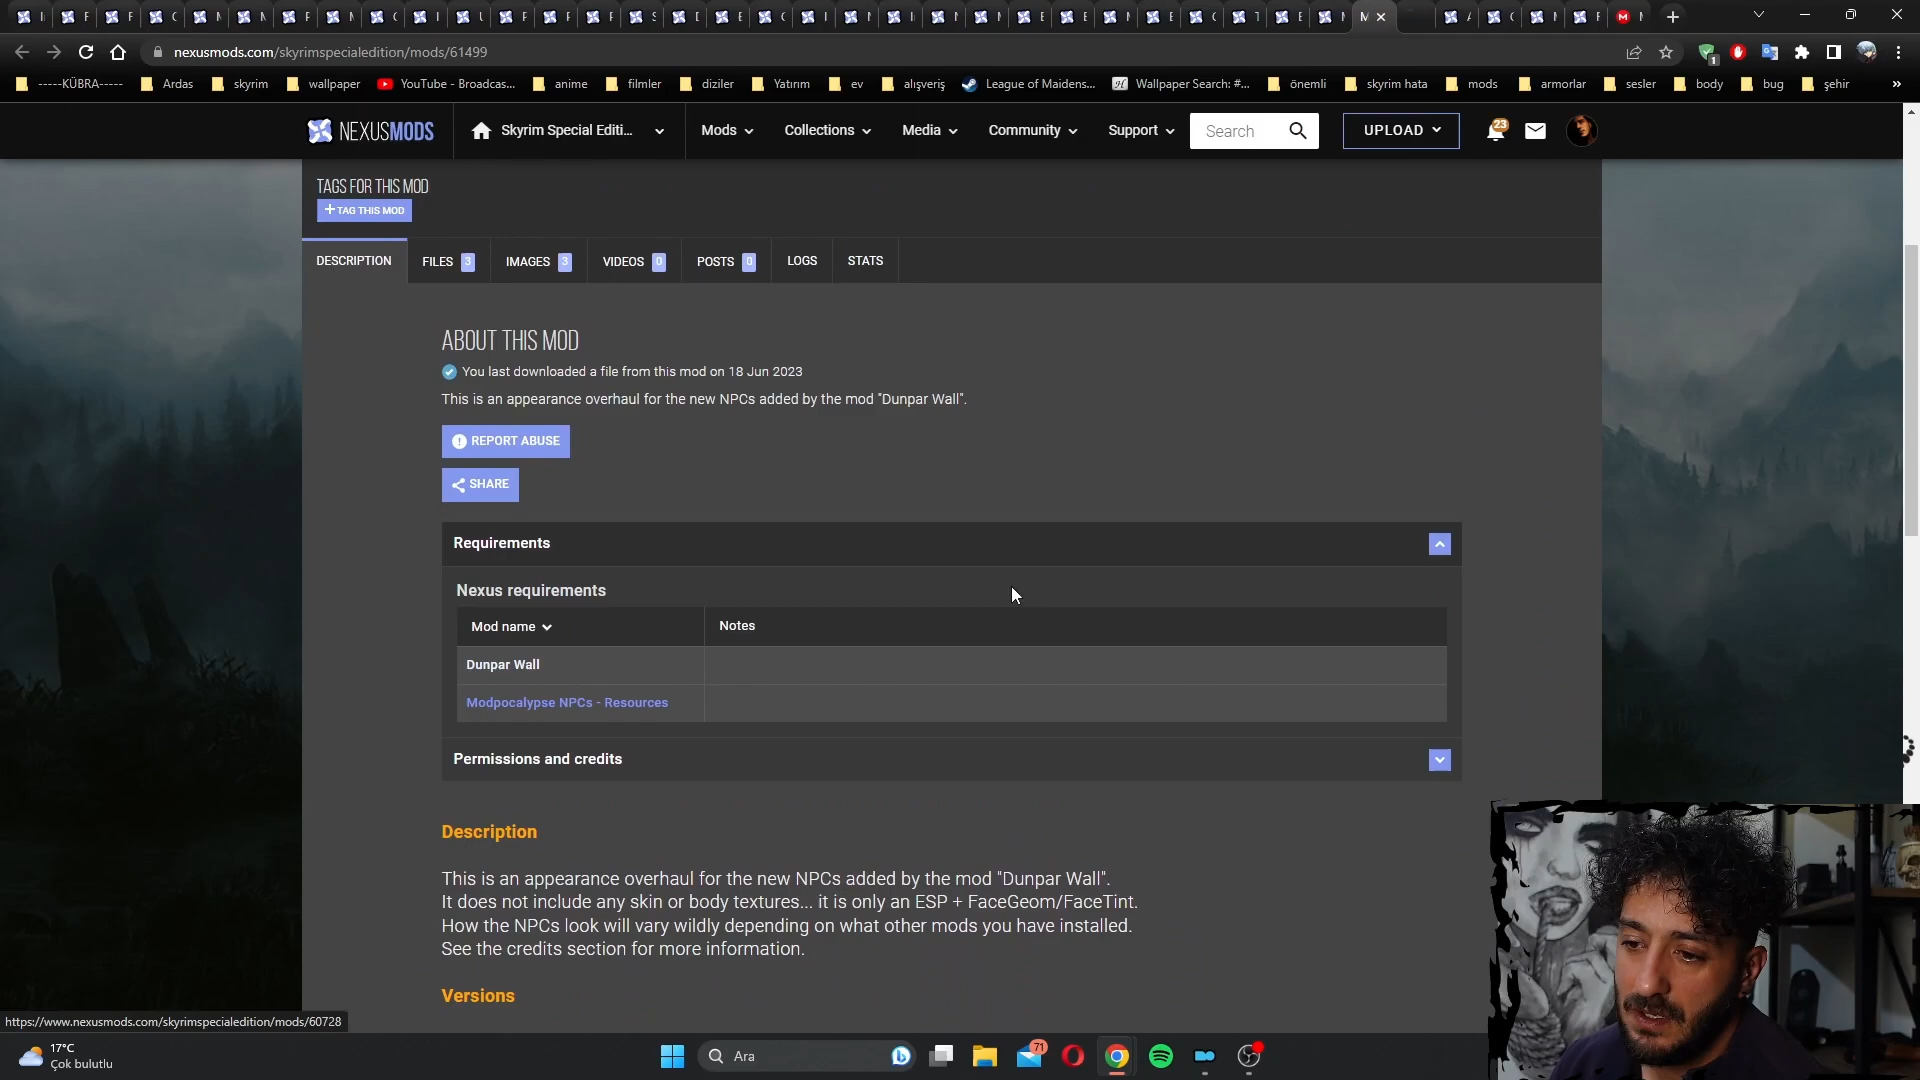 nexusmods.com/skyrimspecialedition/mods/61499
-----KÜBRA-----
Ardas
skyrim
wallpaper
YouTube - Broadcas...
anime
filmler
diziler
Yatırım
ev
alışveriş
League of Maidens...
Wallpaper Search: #...
önemli
skyrim hata
mods
armorlar
sesler
body
bug
şehir
»
NEXUSMODS
Skyrim Special Editi...
Mods
Collections
Media
Community
Support
Search
UPLOAD
23
TAGS FOR THIS MOD
+ TAG THIS MOD
DESCRIPTION
FILES 3
IMAGES 3
VIDEOS 0
POSTS 0
LOGS
STATS
ABOUT THIS MOD
You last downloaded a file from this mod on 18 Jun 2023
This is an appearance overhaul for the new NPCs added by the mod "Dunpar Wall".
REPORT ABUSE
SHARE
Requirements
Nexus requirements
Mod name
Notes
Dunpar Wall
Modpocalypse NPCs - Resources
Permissions and credits
Description
This is an appearance overhaul for the new NPCs added by the mod "Dunpar Wall".
It does not include any skin or body textures... it is only an ESP + FaceGeom/FaceTint.
How the NPCs look will vary wildly depending on what other mods you have installed.
See the credits section for more information.
Versions
https://www.nexusmods.com/skyrimspecialedition/mods/60728
17°C
Çok bulutlu
Ara
71